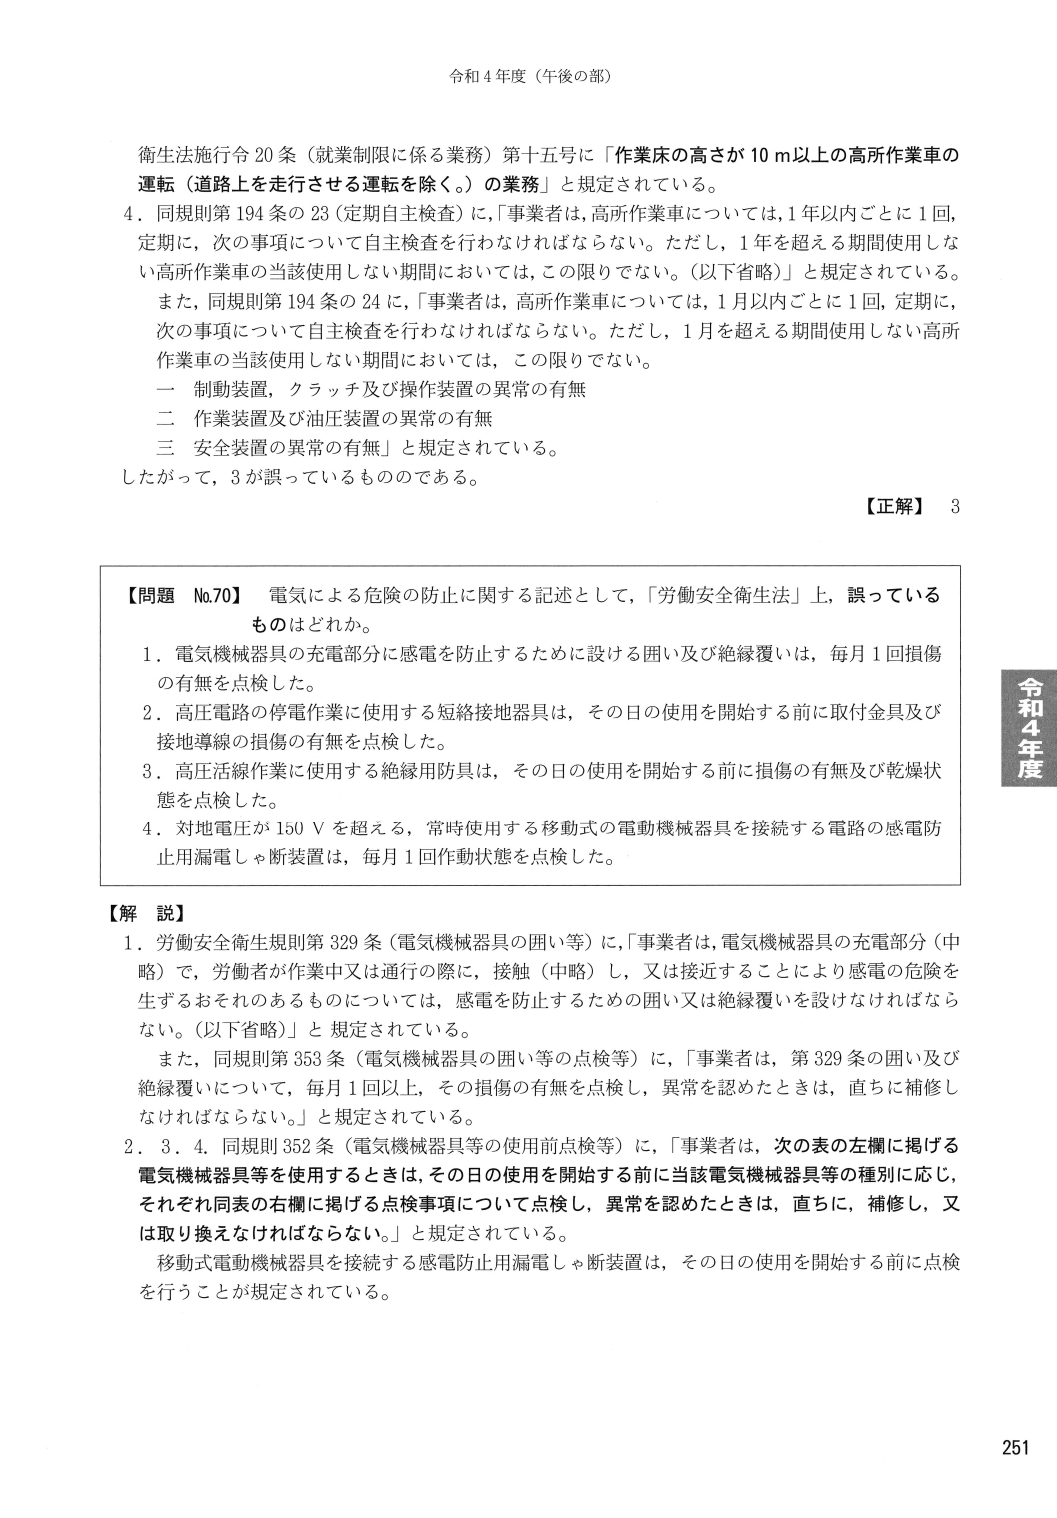 令和4年度（午後の部）
衛生法施行令20条（就業制限に係る業務）第十五号に「作業床の高さが10 m以上の高所作業車の
運転（道路上を走行させる運転を除く。）の業務」と規定されている。
4．同規則第194条の23（定期自主検査）に，「事業者は，高所作業車については，1年以内ごとに1回，
定期に，次の事項について自主検査を行わなければならない。ただし，1年を超える期間使用しな
い高所作業車の当該使用しない期間においては，この限りでない。（以下省略）」と規定されている。
また，同規則第194条の24に，「事業者は，高所作業車については，1月以内ごとに1回，定期に，
次の事項について自主検査を行わなければならない。ただし，1月を超える期間使用しない高所
作業車の当該使用しない期間においては，この限りでない。
一　制動装置，クラッチ及び操作装置の異常の有無
二　作業装置及び油圧装置の異常の有無
三　安全装置の異常の有無」と規定されている。
したがって，3が誤っているもののである。
【正解】　3
【問題　№70】　電気による危険の防止に関する記述として，「労働安全衛生法」上，誤っている
ものはどれか。
1．電気機械器具の充電部分に感電を防止するために設ける囲い及び絶縁覆いは，毎月1回損傷
の有無を点検した。
2．高圧電路の停電作業に使用する短絡接地器具は，その日の使用を開始する前に取付金具及び
接地導線の損傷の有無を点検した。
3．高圧活線作業に使用する絶縁用防具は，その日の使用を開始する前に損傷の有無及び乾燥状
態を点検した。
4．対地電圧が150 Vを超える，常時使用する移動式の電動機械器具を接続する電路の感電防
止用漏電しゃ断装置は，毎月1回作動状態を点検した。
令和4年度
【解　説】
1．労働安全衛生規則第329条（電気機械器具の囲い等）に，「事業者は，電気機械器具の充電部分（中
略）で，労働者が作業中又は通行の際に，接触（中略）し，又は接近することにより感電の危険を
生ずるおそれのあるものについては，感電を防止するための囲い又は絶縁覆いを設けなければなら
ない。（以下省略）」と 規定されている。
また，同規則第353条（電気機械器具の囲い等の点検等）に，「事業者は，第329条の囲い及び
絶縁覆いについて，毎月1回以上，その損傷の有無を点検し，異常を認めたときは，直ちに補修し
なければならない。」と規定されている。
2．3．4．同規則352条（電気機械器具等の使用前点検等）に，「事業者は，次の表の左欄に掲げる
電気機械器具等を使用するときは，その日の使用を開始する前に当該電気機械器具等の種別に応じ，
それぞれ同表の右欄に掲げる点検事項について点検し，異常を認めたときは，直ちに，補修し，又
は取り換えなければならない。」と規定されている。
移動式電動機械器具を接続する感電防止用漏電しゃ断装置は，その日の使用を開始する前に点検
を行うことが規定されている。
251